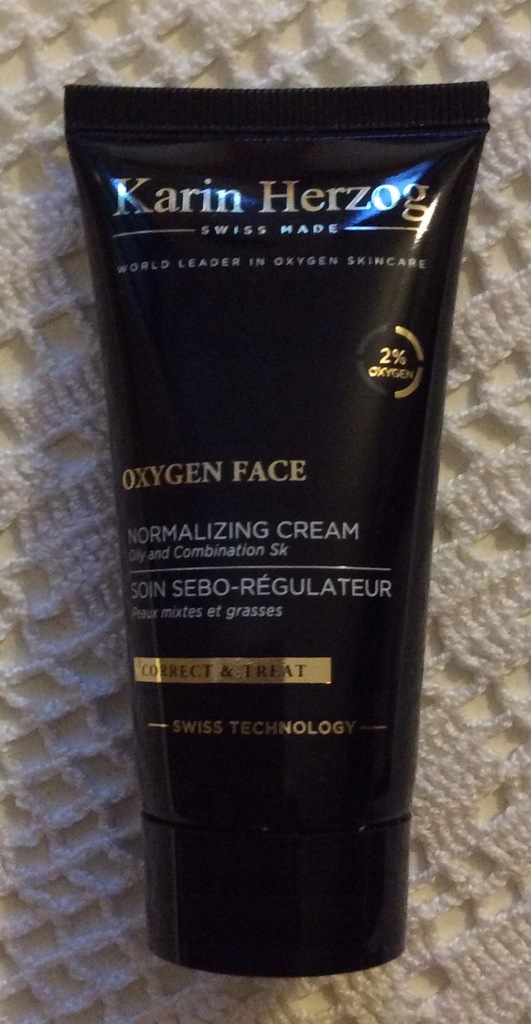 Karin Herzog
SWISS MADE
WORLD LEADER IN OXYGEN SKINCARE
2%
OXYGEN
OXYGEN FACE
NORMALIZING CREAM
Oily and Combination Sk
SOIN SEBO-RÉGULATEUR
Peaux mixtes et grasses
CORRECT & TREAT
SWISS TECHNOLOGY